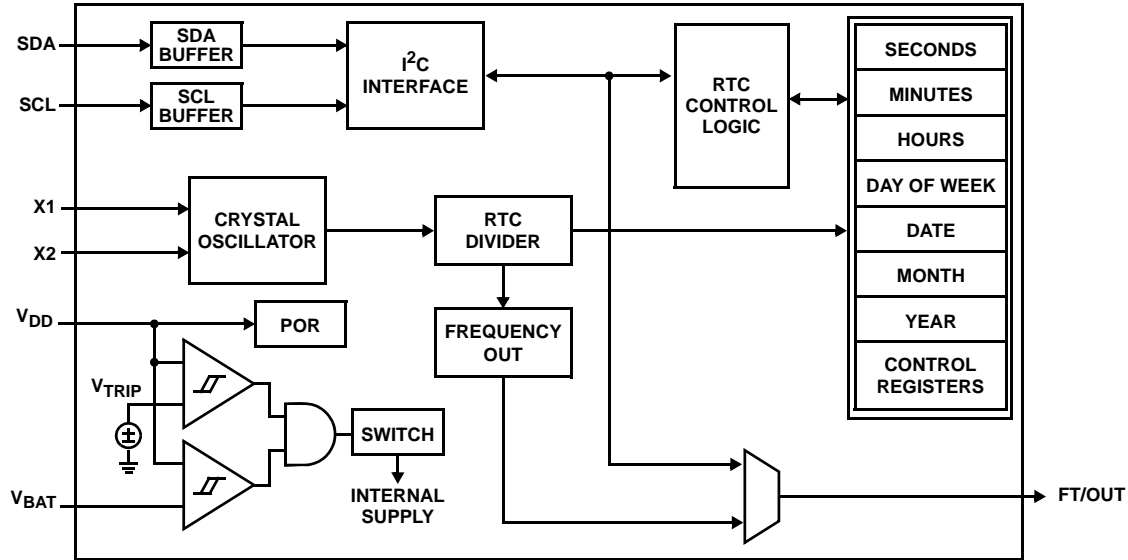 SDA
SDA
BUFFER
I²C
INTERFACE
SCL
SCL
BUFFER
RTC
CONTROL
LOGIC
SECONDS
MINUTES
HOURS
DAY OF WEEK
DATE
MONTH
YEAR
CONTROL
REGISTERS
X1
X2
CRYSTAL
OSCILLATOR
RTC
DIVIDER
FREQUENCY
OUT
VDD
POR
VTRIP
±
VBAT
SWITCH
INTERNAL
SUPPLY
FT/OUT